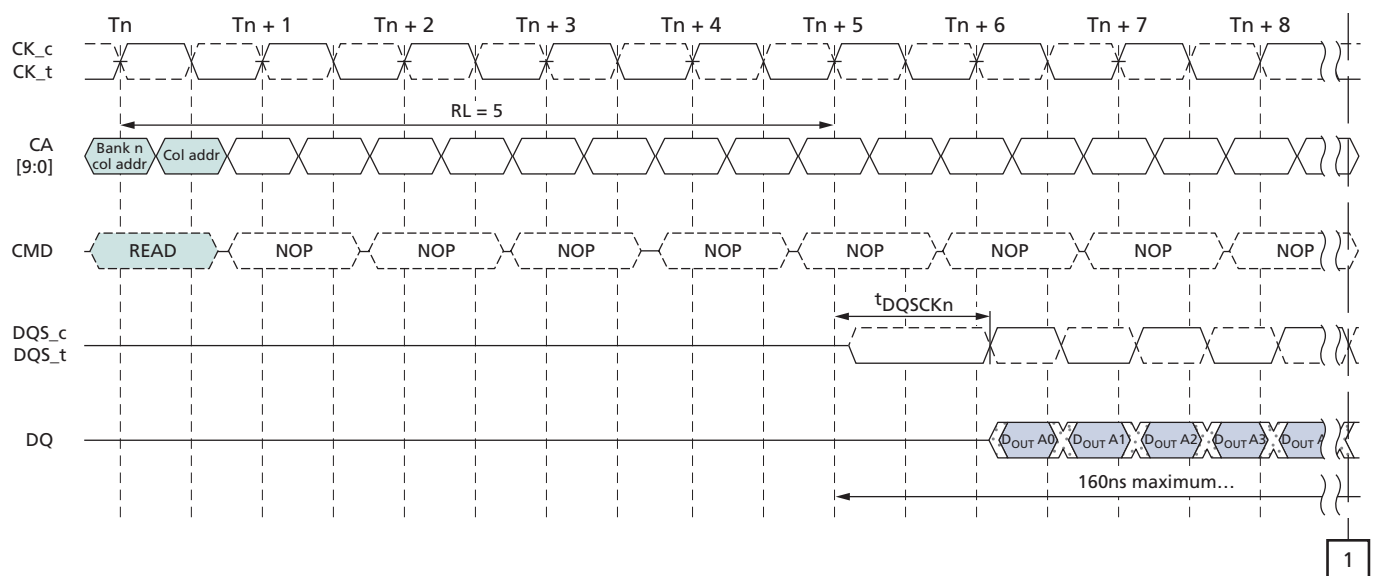 Tn Tn + 1 Tn + 2 Tn + 3 Tn + 4 Tn + 5 Tn + 6 Tn + 7 Tn + 8
CK_c
CK_t
RL = 5
CA
[9:0]
Bank n
col addr
Col addr
CMD READ NOP NOP NOP NOP NOP NOP NOP NOP
tDQSCKn
DQS_c
DQS_t
DQ DOUT A0 DOUT A1 DOUT A2 DOUT A3 DOUT
160ns maximum…
1